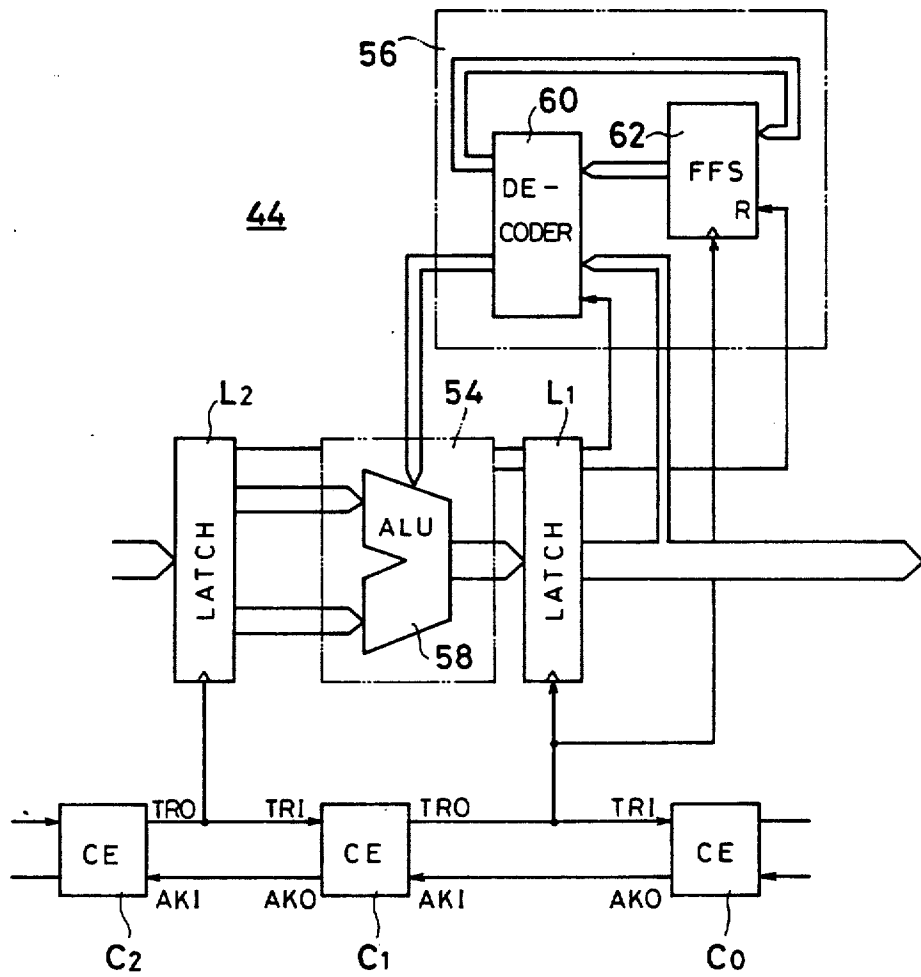 56
60
62
DE-
CODER
FFS
R
44
L2
54
L1
LATCH
ALU
LATCH
58
TRO
TRI
TRO
TRI
CE
CE
CE
AKI
AKO
AKI
AKO
C2
C1
C0